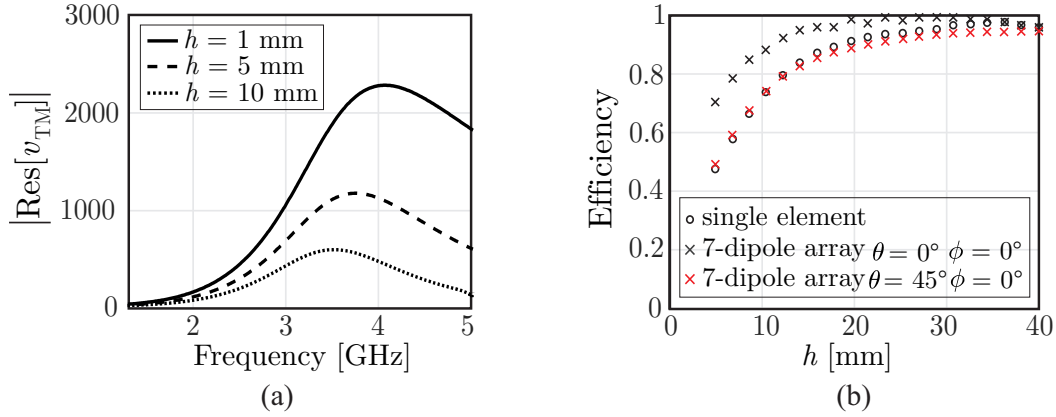 3000
2000
1000
0
|Res[v_TM]|
h = 1 mm
h = 5 mm
h = 10 mm
2
3
4
5
Frequency [GHz]
(a)
1
0.8
0.6
0.4
0.2
0
Efficiency
single element
7-dipole array θ = 0° ϕ = 0°
7-dipole array θ = 45° ϕ = 0°
0
10
20
30
40
h [mm]
(b)